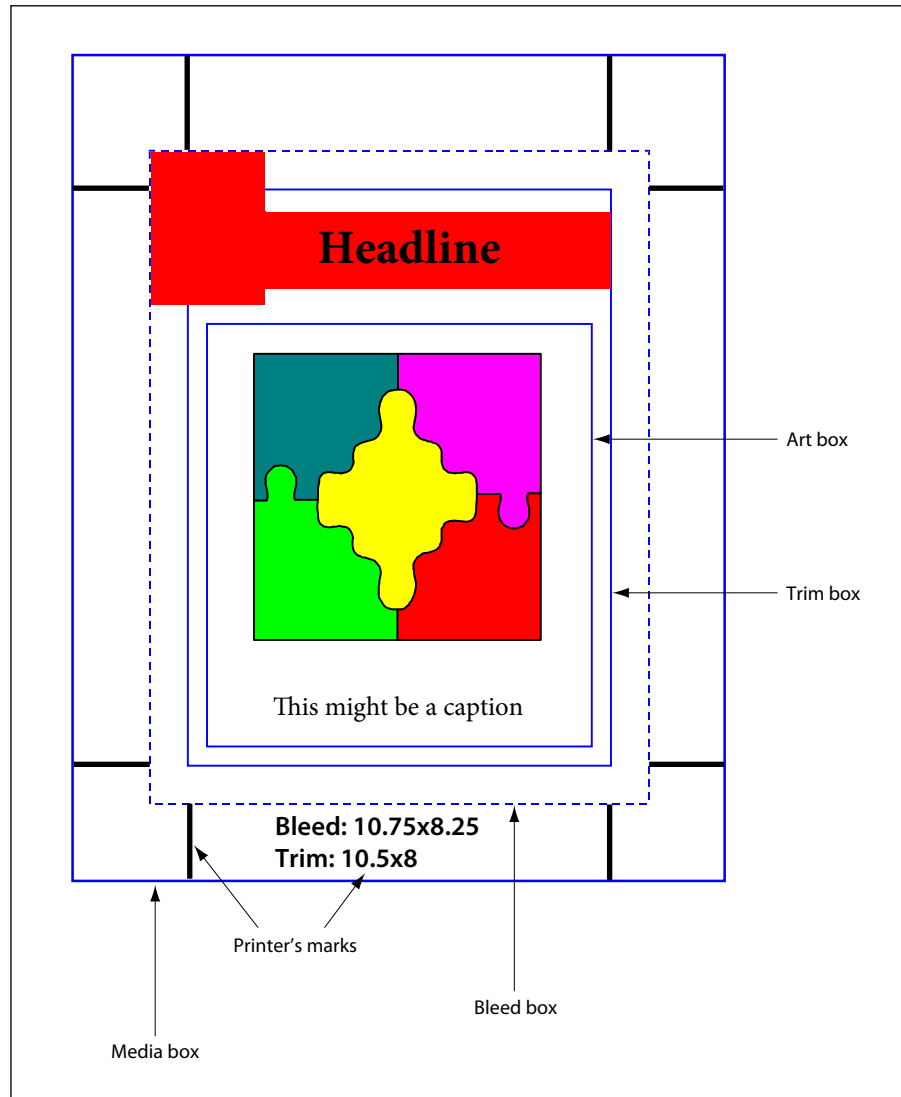 Headline
Art box
Trim box
This might be a caption
Bleed: 10.75x8.25
Trim: 10.5x8
Printer’s marks
Bleed box
Media box